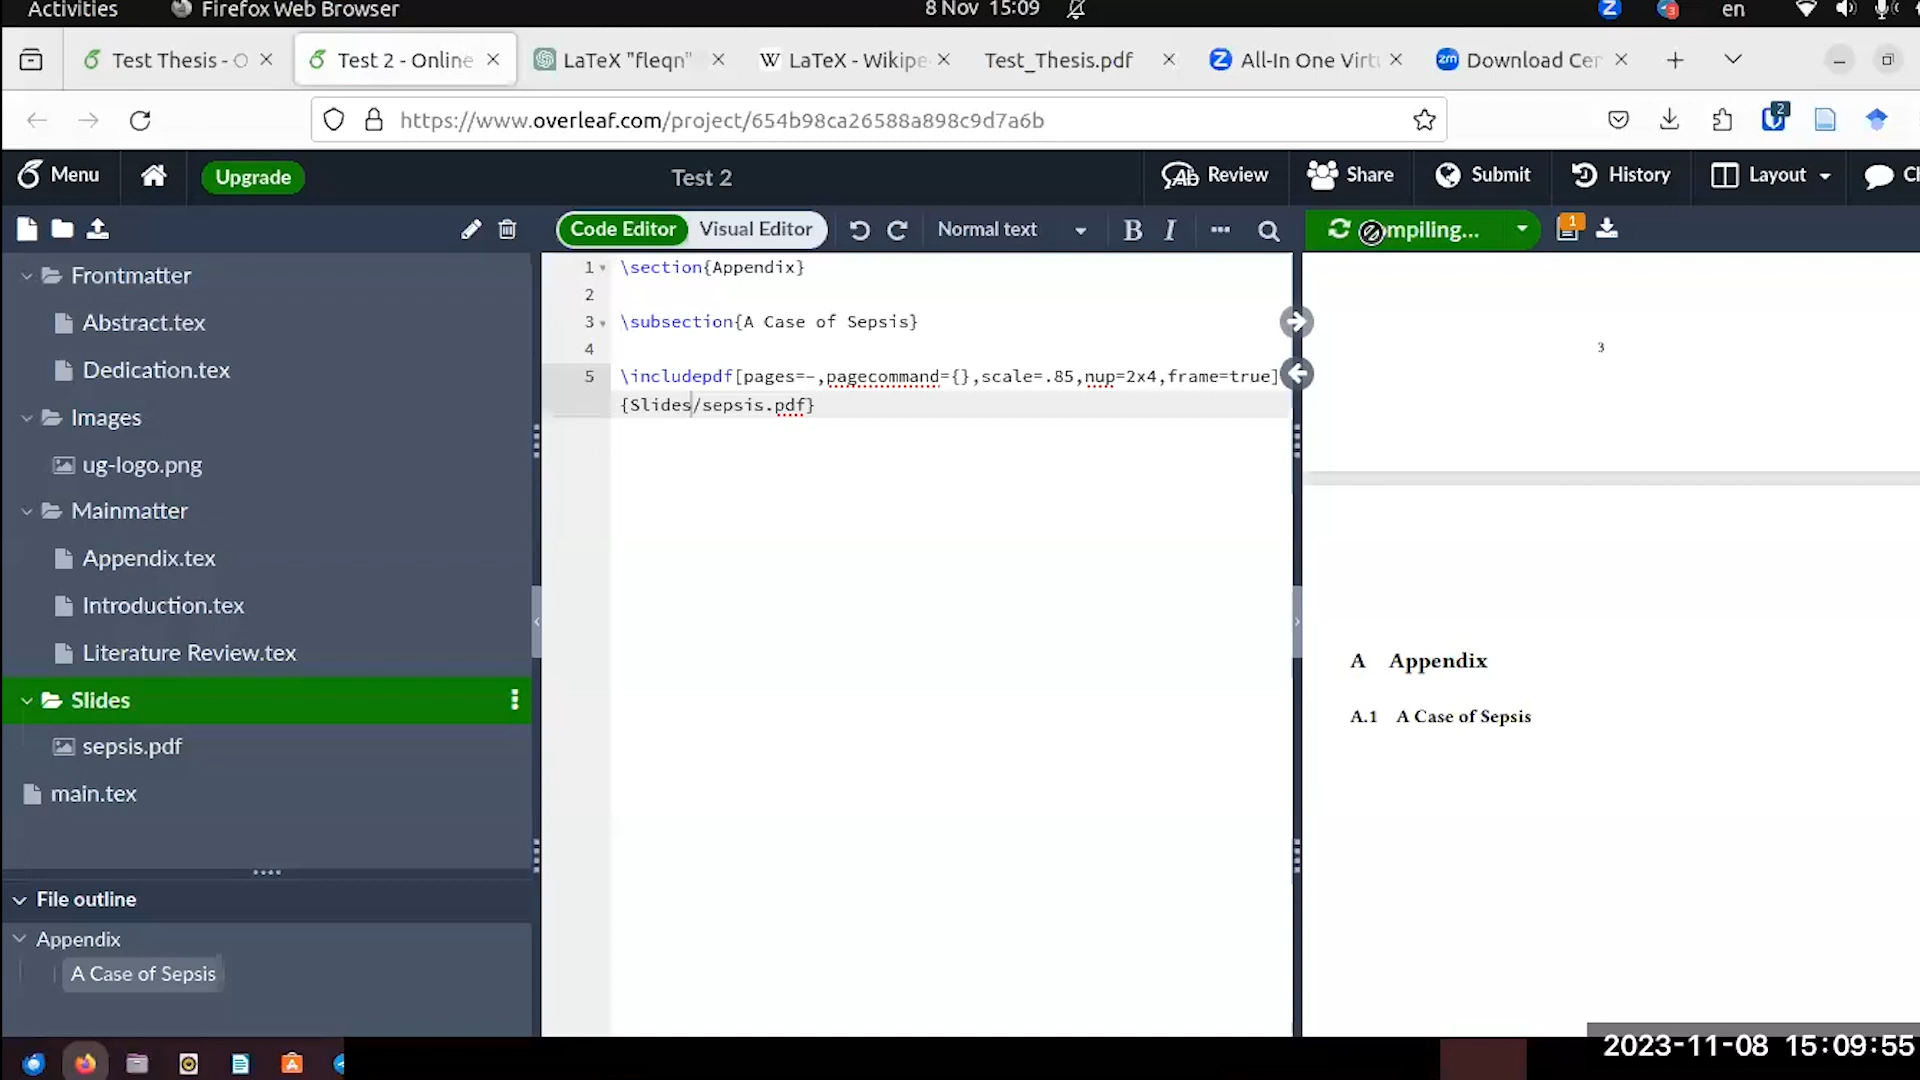 Activities Firefox Web Browser 8 Nov 15:09 en
Test Thesis - Test 2 - Online LaTeX "fleqn" LaTeX - Wikipe Test_Thesis.pdf All-In One Virtu Download Cer
https://www.overleaf.com/project/654b98ca26588a898c9d7a6b 2
Menu Upgrade Test 2 Review Share Submit History Layout
Code Editor Visual Editor Normal text B I mpiling... 1
Frontmatter
Abstract.tex
Dedication.tex
Images
ug-logo.png
Mainmatter
Appendix.tex
Introduction.tex
Literature Review.tex
Slides
sepsis.pdf
main.tex
File outline
Appendix
A Case of Sepsis
1 \section{Appendix}
2
3 \subsection{A Case of Sepsis}
4
5 \includepdf[pages=-,pagecommand={},scale=.85,nup=2x4,frame=true]
{Slides/sepsis.pdf}
3
A Appendix
A.1 A Case of Sepsis
2023-11-08 15:09:55